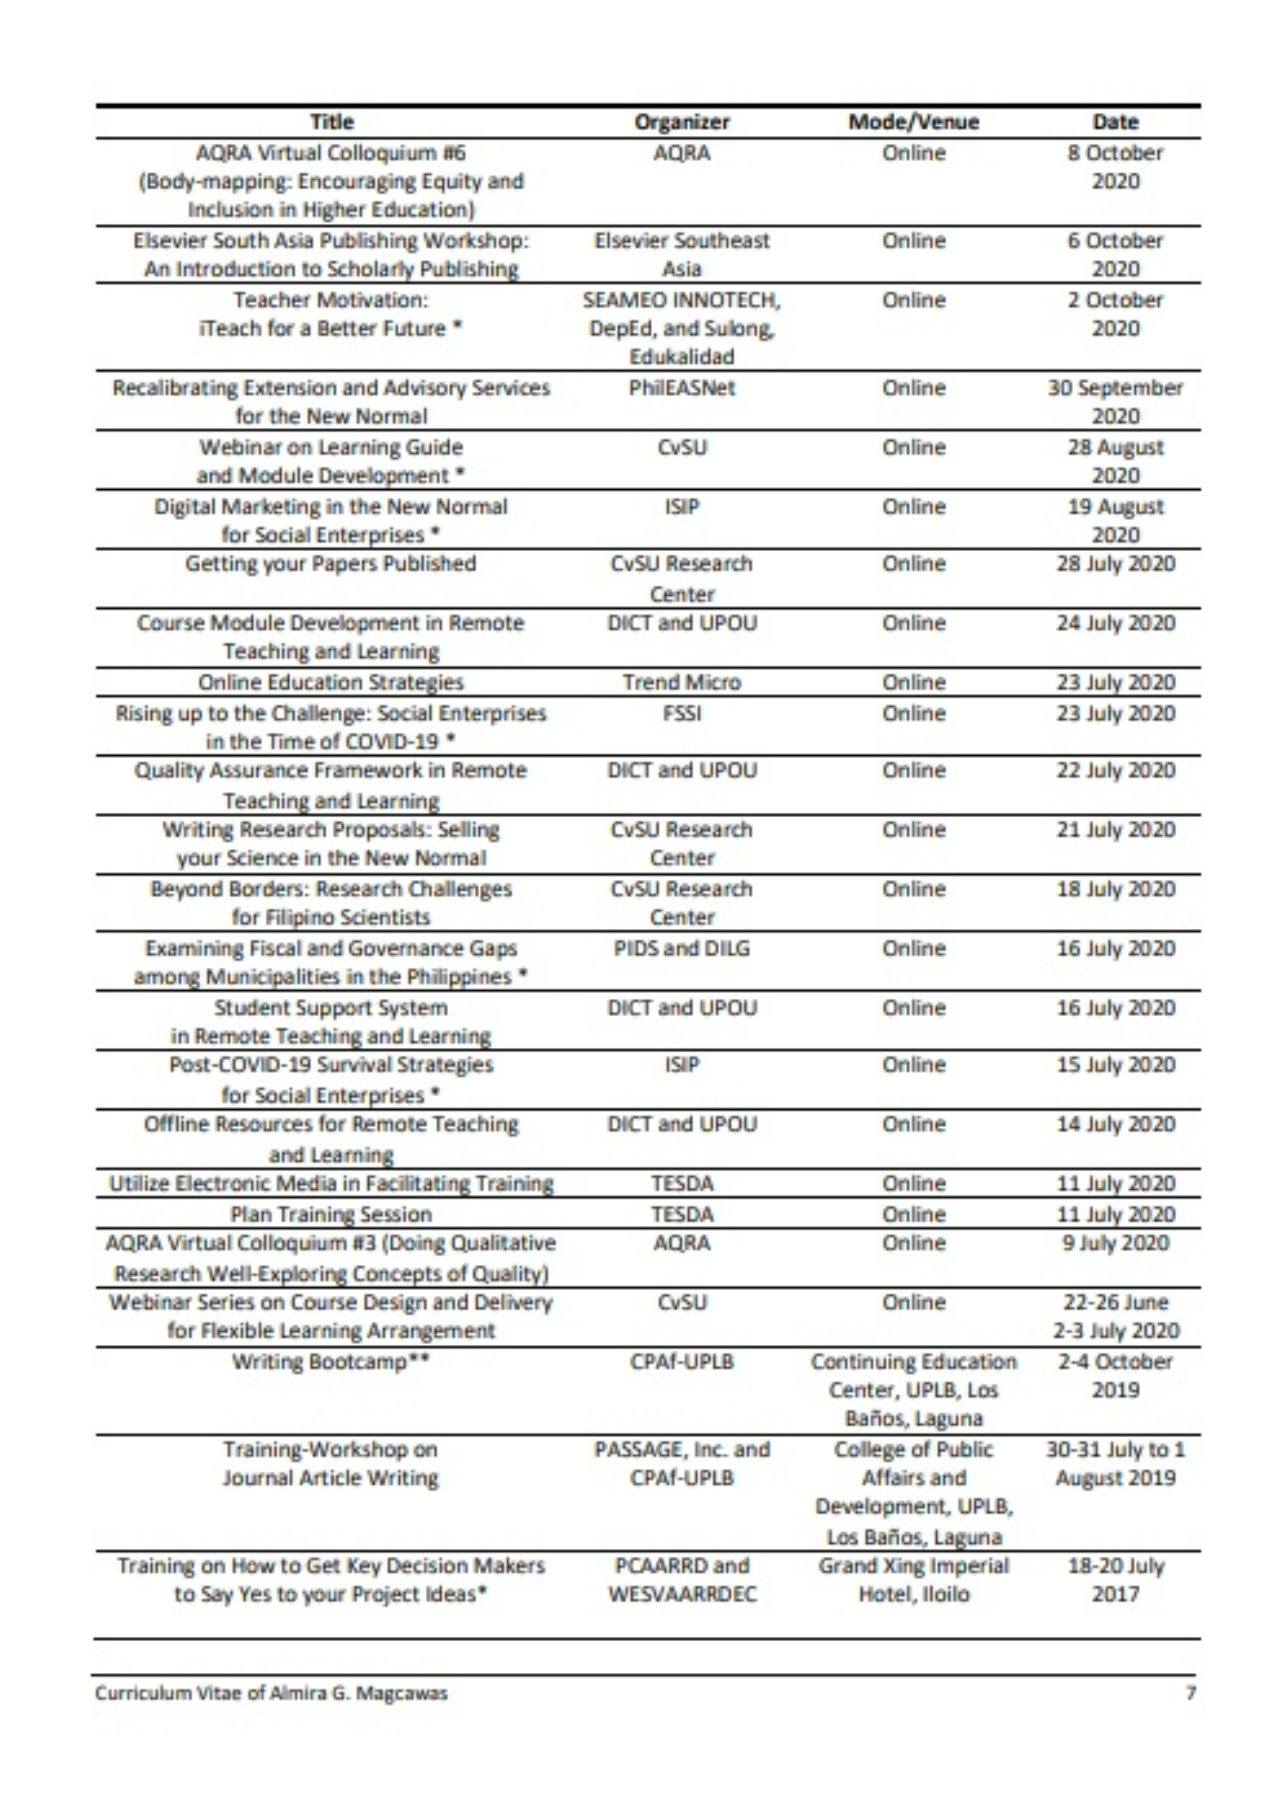 Title Organizer Mode/Venue Date
AQRA Virtual Colloquium #6 AQRA Online 8 October
(Body-mapping: Encouraging Equity and 2020
Inclusion in Higher Education)
Elsevier South Asia Publishing Workshop: Elsevier Southeast Online 6 October
An Introduction to Scholarly Publishing Asia 2020
Teacher Motivation: SEAMEO INNOTECH, Online 2 October
iTeach for a Better Future * DepEd, and Sulong, 2020
Edukalidad
Recalibrating Extension and Advisory Services PhilEASNet Online 30 September
for the New Normal 2020
Webinar on Learning Guide CvSU Online 28 August
and Module Development * 2020
Digital Marketing in the New Normal ISIP Online 19 August
for Social Enterprises * 2020
Getting your Papers Published CvSU Research Online 28 July 2020
Center
Course Module Development in Remote DICT and UPOU Online 24 July 2020
Teaching and Learning
Online Education Strategies Trend Micro Online 23 July 2020
Rising up to the Challenge: Social Enterprises FSSI Online 23 July 2020
in the Time of COVID-19 *
Quality Assurance Framework in Remote DICT and UPOU Online 22 July 2020
Teaching and Learning
Writing Research Proposals: Selling CvSU Research Online 21 July 2020
your Science in the New Normal Center
Beyond Borders: Research Challenges CvSU Research Online 18 July 2020
for Filipino Scientists Center
Examining Fiscal and Governance Gaps PIDS and DILG Online 16 July 2020
among Municipalities in the Philippines *
Student Support System DICT and UPOU Online 16 July 2020
in Remote Teaching and Learning
Post-COVID-19 Survival Strategies ISIP Online 15 July 2020
for Social Enterprises *
Offline Resources for Remote Teaching DICT and UPOU Online 14 July 2020
and Learning
Utilize Electronic Media in Facilitating Training TESDA Online 11 July 2020
Plan Training Session TESDA Online 11 July 2020
AQRA Virtual Colloquium #3 (Doing Qualitative AQRA Online 9 July 2020
Research Well-Exploring Concepts of Quality)
Webinar Series on Course Design and Delivery CvSU Online 22-26 June
for Flexible Learning Arrangement 2-3 July 2020
Writing Bootcamp** CPAf-UPLB Continuing Education 2-4 October
Center, UPLB, Los 2019
Baños, Laguna
Training-Workshop on PASSAGE, Inc. and College of Public 30-31 July to 1
Journal Article Writing CPAf-UPLB Affairs and August 2019
Development, UPLB,
Los Baños, Laguna
Training on How to Get Key Decision Makers PCAARRD and Grand Xing Imperial 18-20 July
to Say Yes to your Project Ideas* WESVAARRDEC Hotel, Iloilo 2017
Curriculum Vitae of Almira G. Magcawas 7